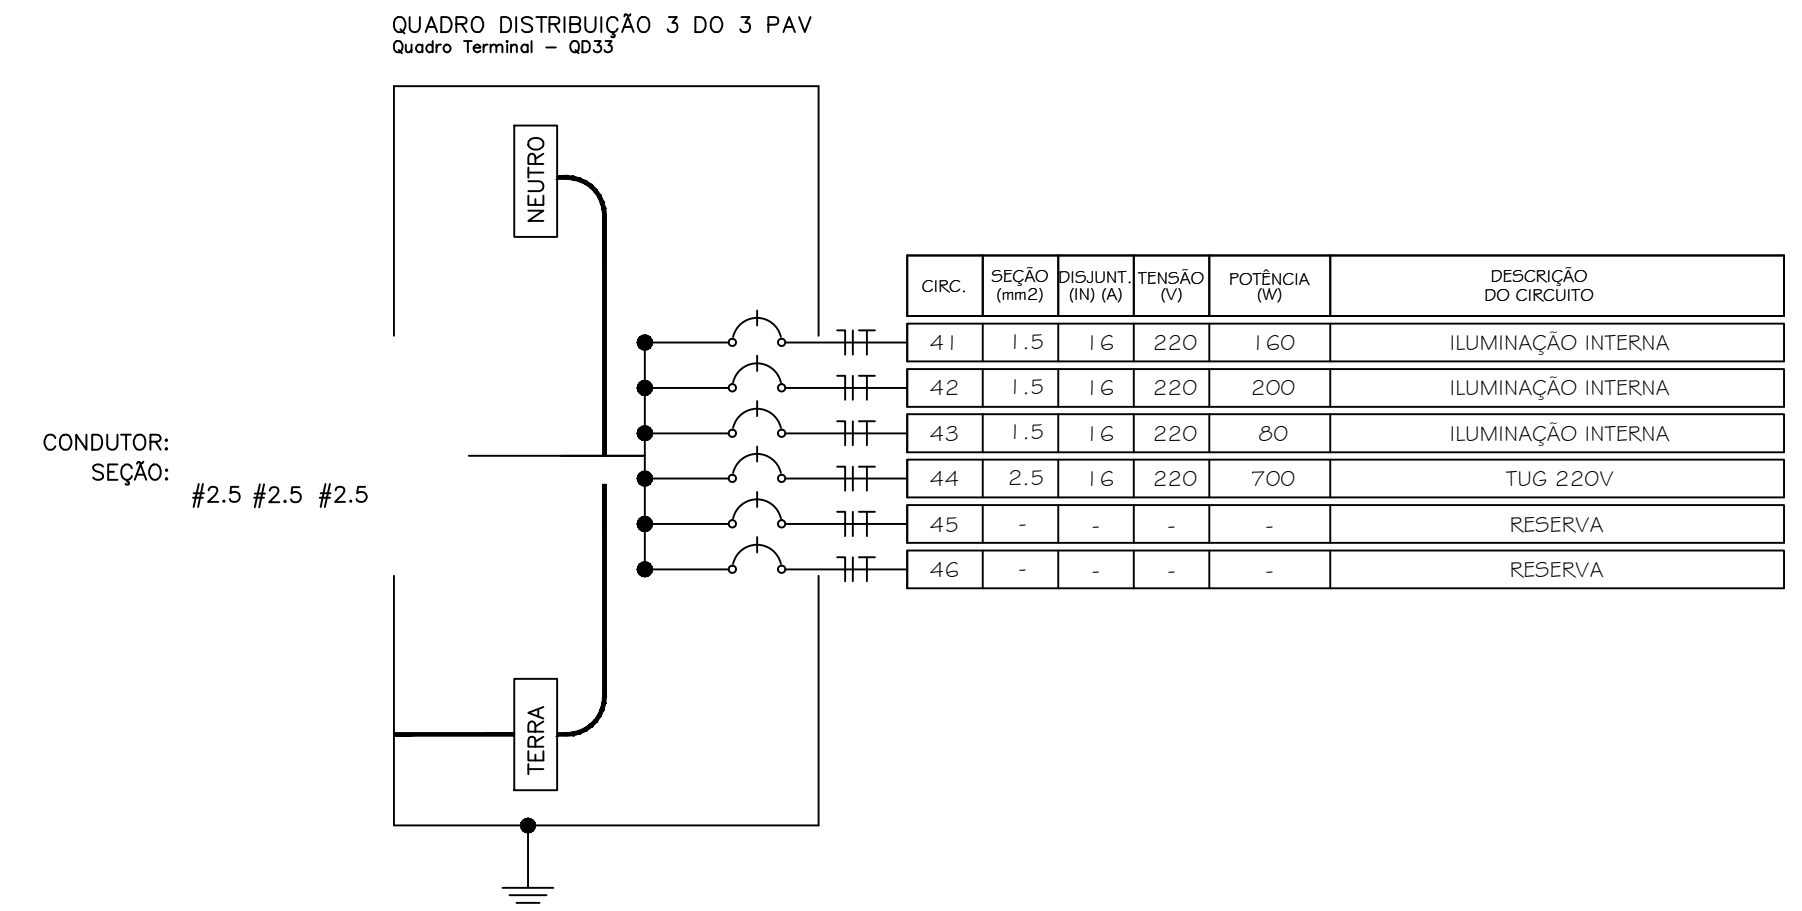 QUADRO DISTRIBUIÇÃO 3 DO 3 PAV
Quadro Terminal - QD33
NEUTRO
CONDUTOR:
SEÇÃO:
#2.5 #2.5 #2.5
TERRA
CIRC. SEÇÃO (mm2) DISJUNT. (IN) (A) TENSÃO (V) POTÊNCIA (W) DESCRIÇÃO DO CIRCUITO
41 1.5 16 220 160 ILUMINAÇÃO INTERNA
42 1.5 16 220 200 ILUMINAÇÃO INTERNA
43 1.5 16 220 80 ILUMINAÇÃO INTERNA
44 2.5 16 220 700 TUG 220V
45 - - - - RESERVA
46 - - - - RESERVA